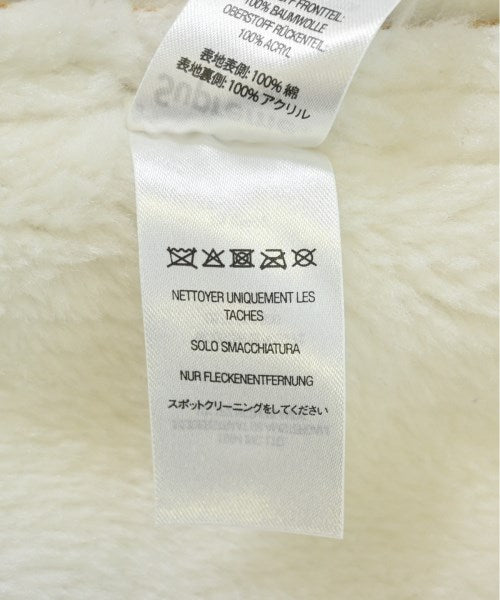 OFF FRONTTEIL:
100% BAUMWOLLE
OBERSTOFF RÜCKENTEIL:
100% ACRYL
表地表側:100% 綿
表地裏側:100% アクリル
NETTOYER UNIQUEMENT LES
TACHES
SOLO SMACCHIATURA
NUR FLECKENENTFERNUNG
スポットクリーニングをしてください